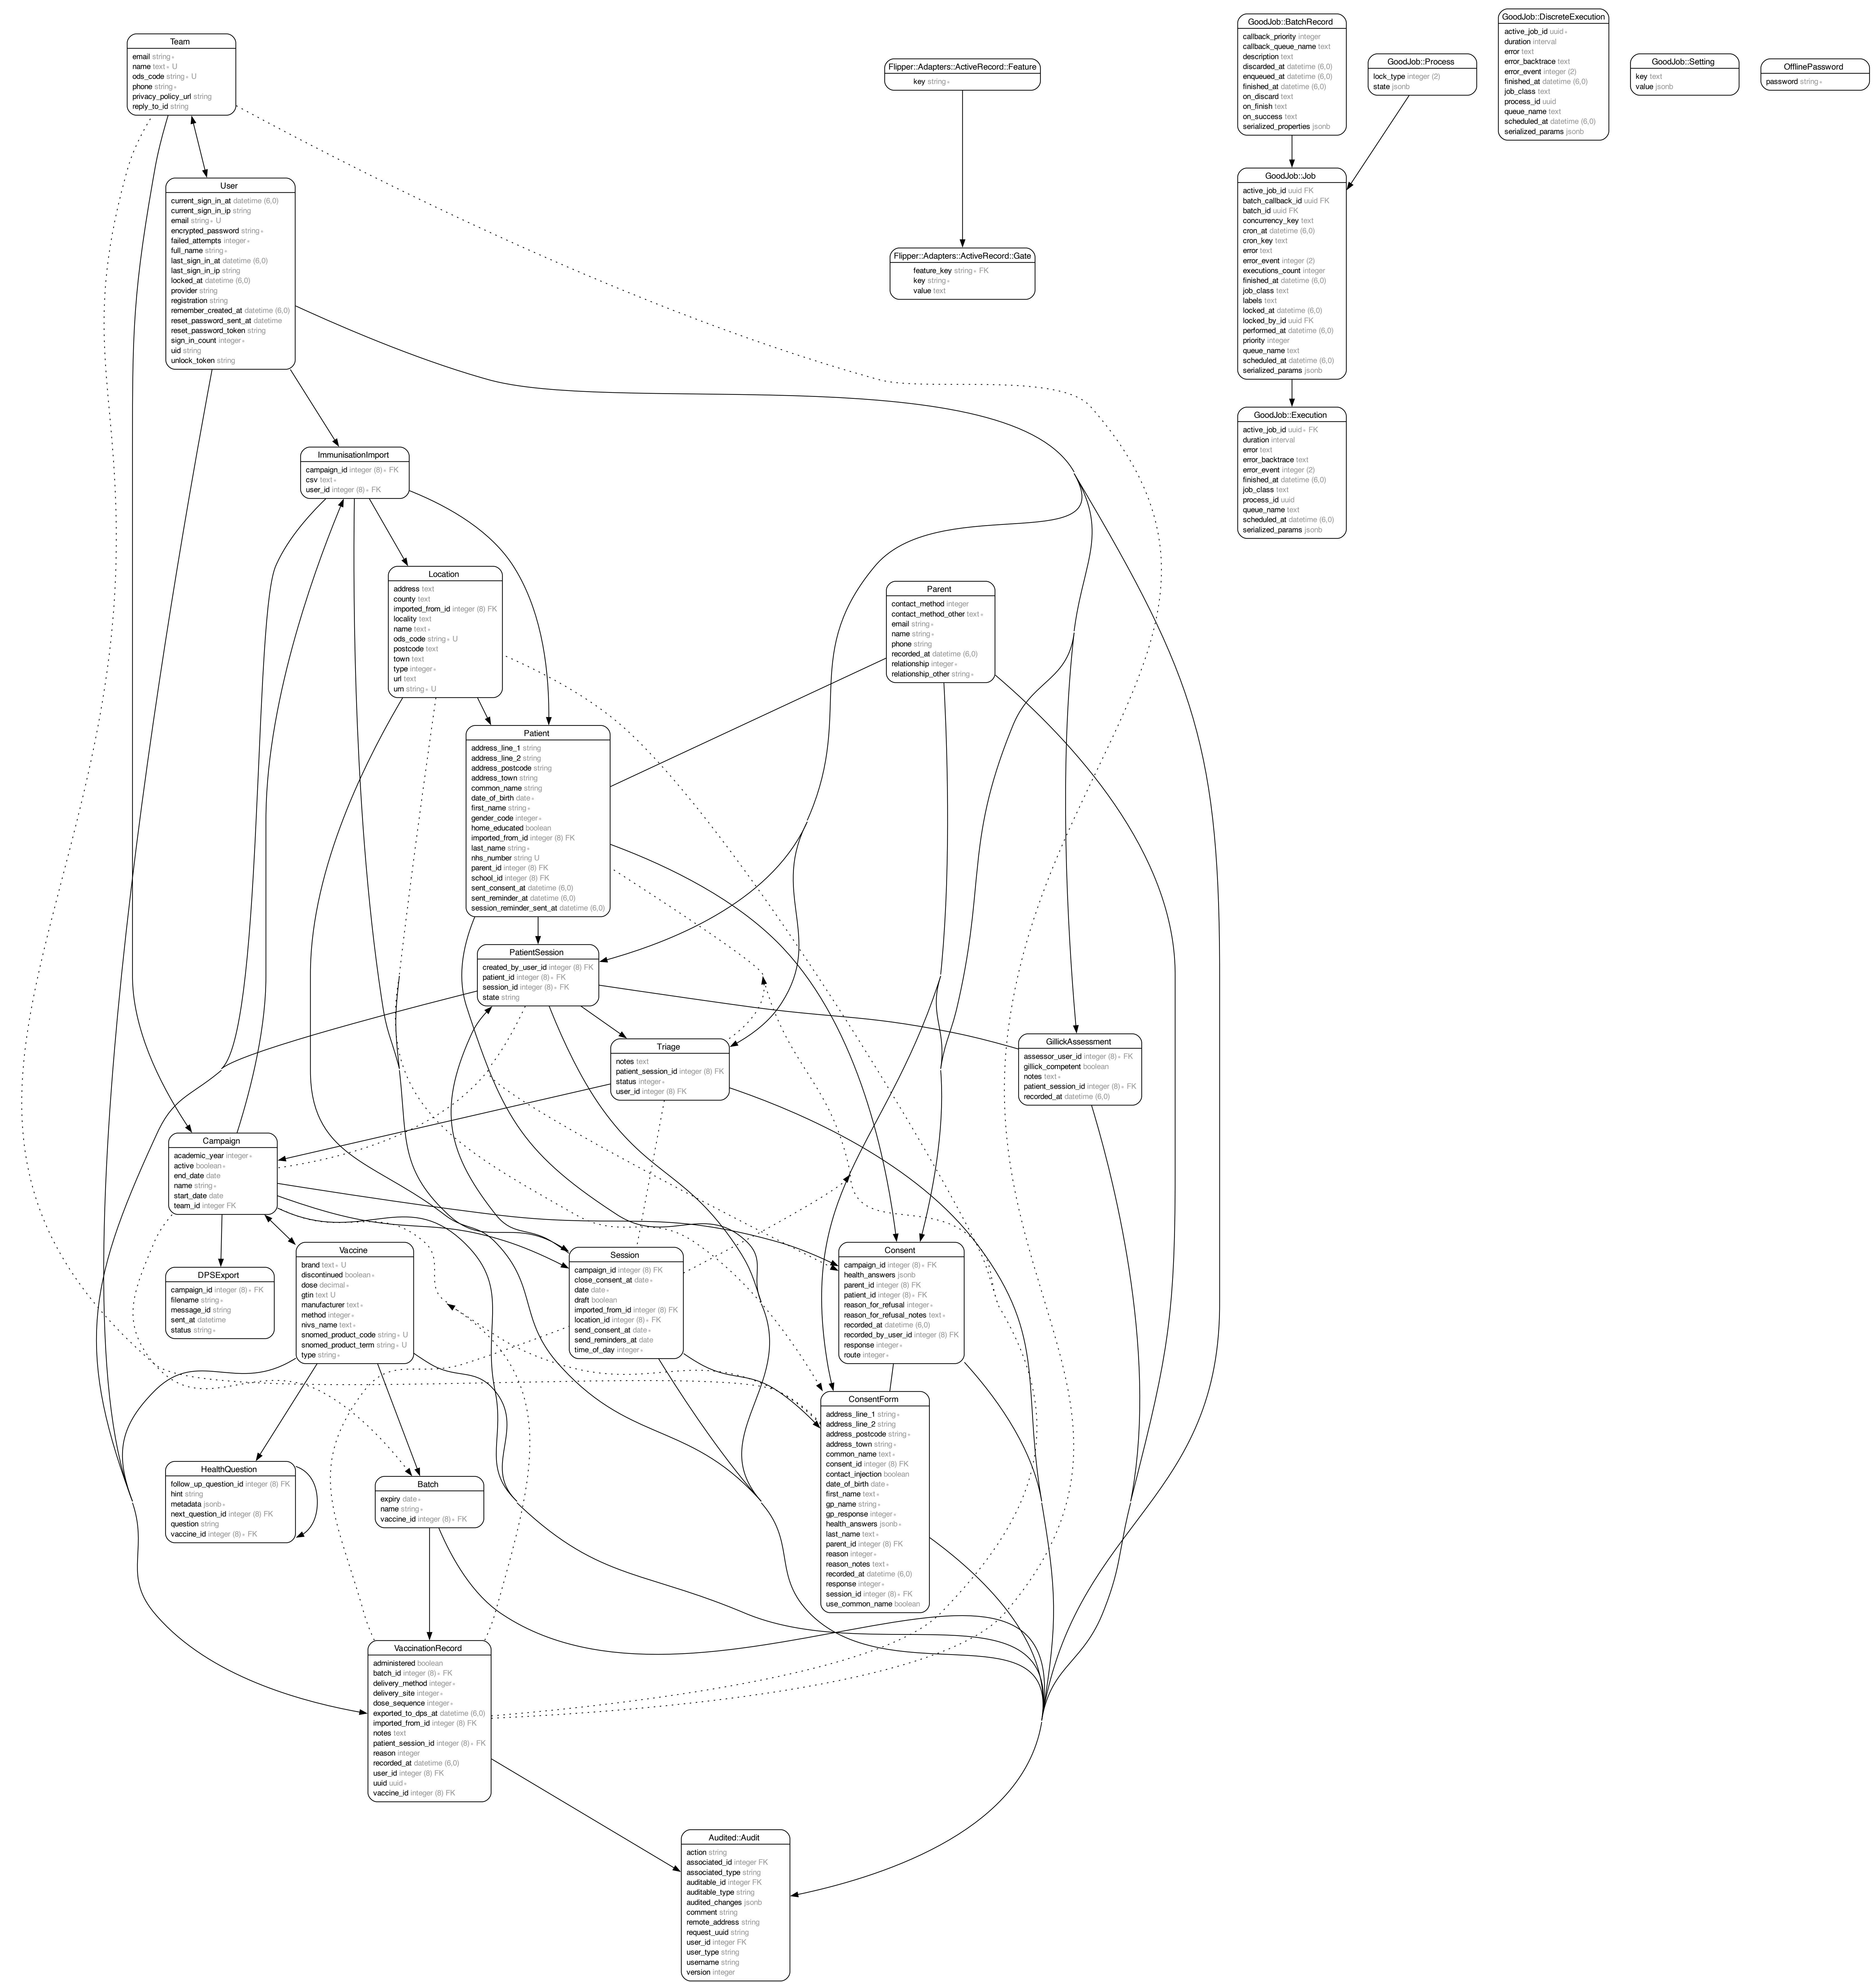 Team
email string ∗
name text ∗ U
ods_code string ∗ U
phone string ∗
privacy_policy_url string
reply_to_id string
User
current_sign_in_at datetime (6,0)
current_sign_in_ip string
email string ∗ U
encrypted_password string ∗
failed_attempts integer ∗
full_name string ∗
last_sign_in_at datetime (6,0)
last_sign_in_ip string
locked_at datetime (6,0)
provider string
registration string
remember_created_at datetime (6,0)
reset_password_sent_at datetime
reset_password_token string
sign_in_count integer ∗
uid string
unlock_token string
Flipper::Adapters::ActiveRecord::Feature
key string ∗
Flipper::Adapters::ActiveRecord::Gate
feature_key string ∗ FK
key string ∗
value text
GoodJob::BatchRecord
callback_priority integer
callback_queue_name text
description text
discarded_at datetime (6,0)
enqueued_at datetime (6,0)
finished_at datetime (6,0)
on_discard text
on_finish text
on_success text
serialized_properties jsonb
GoodJob::Process
lock_type integer (2)
state jsonb
GoodJob::DiscreteExecution
active_job_id uuid ∗
duration interval
error text
error_backtrace text
error_event integer (2)
finished_at datetime (6,0)
job_class text
process_id uuid
queue_name text
scheduled_at datetime (6,0)
serialized_params jsonb
GoodJob::Setting
key text
value jsonb
OfflinePassword
password string ∗
GoodJob::Job
active_job_id uuid FK
batch_callback_id uuid FK
batch_id uuid FK
concurrency_key text
cron_at datetime (6,0)
cron_key text
error text
error_event integer (2)
executions_count integer
finished_at datetime (6,0)
job_class text
labels text
locked_at datetime (6,0)
locked_by_id uuid FK
performed_at datetime (6,0)
priority integer
queue_name text
scheduled_at datetime (6,0)
serialized_params jsonb
GoodJob::Execution
active_job_id uuid ∗ FK
duration interval
error text
error_backtrace text
error_event integer (2)
finished_at datetime (6,0)
job_class text
process_id uuid
queue_name text
scheduled_at datetime (6,0)
serialized_params jsonb
ImmunisationImport
campaign_id integer (8) ∗ FK
csv text ∗
user_id integer (8) ∗ FK
Location
address text
county text
imported_from_id integer (8) FK
locality text
name text ∗
ods_code string ∗ U
postcode text
town text
type integer ∗
url text
urn string ∗ U
Parent
contact_method integer
contact_method_other text ∗
email string ∗
name string ∗
phone string
recorded_at datetime (6,0)
relationship integer ∗
relationship_other string ∗
Patient
address_line_1 string
address_line_2 string
address_postcode string
address_town string
common_name string
date_of_birth date ∗
first_name string ∗
gender_code integer ∗
home_educated boolean
imported_from_id integer (8) FK
last_name string ∗
nhs_number string U
parent_id integer (8) FK
school_id integer (8) FK
sent_consent_at datetime (6,0)
sent_reminder_at datetime (6,0)
session_reminder_sent_at datetime (6,0)
PatientSession
created_by_user_id integer (8) FK
patient_id integer (8) ∗ FK
session_id integer (8) ∗ FK
state string
Triage
notes text
patient_session_id integer (8) FK
status integer ∗
user_id integer (8) FK
GillickAssessment
assessor_user_id integer (8) ∗ FK
gillick_competent boolean
notes text ∗
patient_session_id integer (8) ∗ FK
recorded_at datetime (6,0)
Campaign
academic_year integer ∗
active boolean ∗
end_date date
name string ∗
start_date date
team_id integer FK
DPSExport
campaign_id integer (8) ∗ FK
filename string ∗
message_id string
sent_at datetime
status string ∗
Vaccine
brand text ∗ U
discontinued boolean ∗
dose decimal ∗
gtin text U
manufacturer text ∗
method integer ∗
nivs_name text ∗
snomed_product_code string ∗ U
snomed_product_term string ∗ U
type string ∗
Session
campaign_id integer (8) FK
close_consent_at date ∗
date date ∗
draft boolean
imported_from_id integer (8) FK
location_id integer (8) ∗ FK
send_consent_at date ∗
send_reminders_at date
time_of_day integer ∗
Consent
campaign_id integer (8) ∗ FK
health_answers jsonb
parent_id integer (8) FK
patient_id integer (8) ∗ FK
reason_for_refusal integer ∗
reason_for_refusal_notes text ∗
recorded_at datetime (6,0)
recorded_by_user_id integer (8) FK
response integer ∗
route integer ∗
ConsentForm
address_line_1 string ∗
address_line_2 string
address_postcode string ∗
address_town string ∗
common_name text ∗
consent_id integer (8) FK
contact_injection boolean
date_of_birth date ∗
first_name text ∗
gp_name string ∗
gp_response integer ∗
health_answers jsonb ∗
last_name text ∗
parent_id integer (8) FK
reason integer ∗
reason_notes text ∗
recorded_at datetime (6,0)
response integer ∗
session_id integer (8) ∗ FK
use_common_name boolean
HealthQuestion
follow_up_question_id integer (8) FK
hint string
metadata jsonb ∗
next_question_id integer (8) FK
question string
vaccine_id integer (8) ∗ FK
Batch
expiry date ∗
name string ∗
vaccine_id integer (8) ∗ FK
VaccinationRecord
administered boolean
batch_id integer (8) ∗ FK
delivery_method integer ∗
delivery_site integer ∗
dose_sequence integer ∗
exported_to_dps_at datetime (6,0)
imported_from_id integer (8) FK
notes text
patient_session_id integer (8) ∗ FK
reason integer
recorded_at datetime (6,0)
user_id integer (8) FK
uuid uuid ∗
vaccine_id integer (8) FK
Audited::Audit
action string
associated_id integer FK
associated_type string
auditable_id integer FK
auditable_type string
audited_changes jsonb
comment string
remote_address string
request_uuid string
user_id integer FK
user_type string
username string
version integer